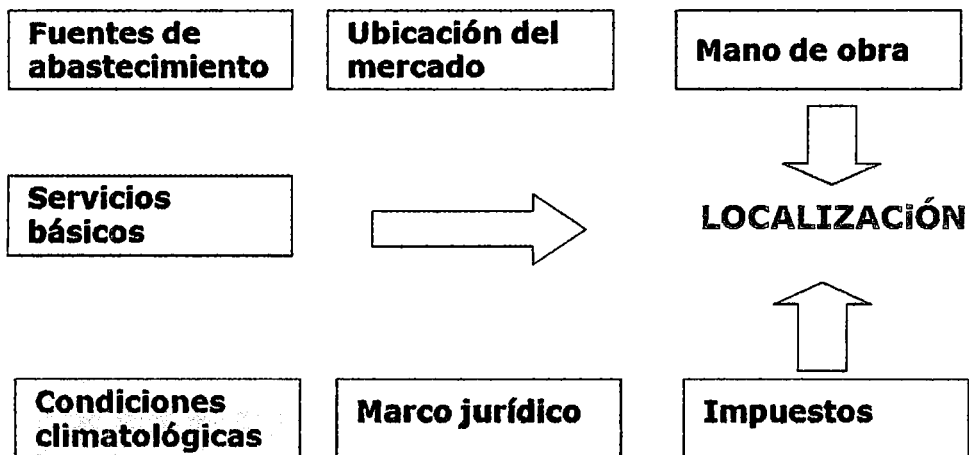 Fuentes de
abastecimiento
Ubicación del
mercado
Mano de obra
Servicios
básicos
LOCALIZACIÓN
Condiciones
climatológicas
Marco jurídico
Impuestos